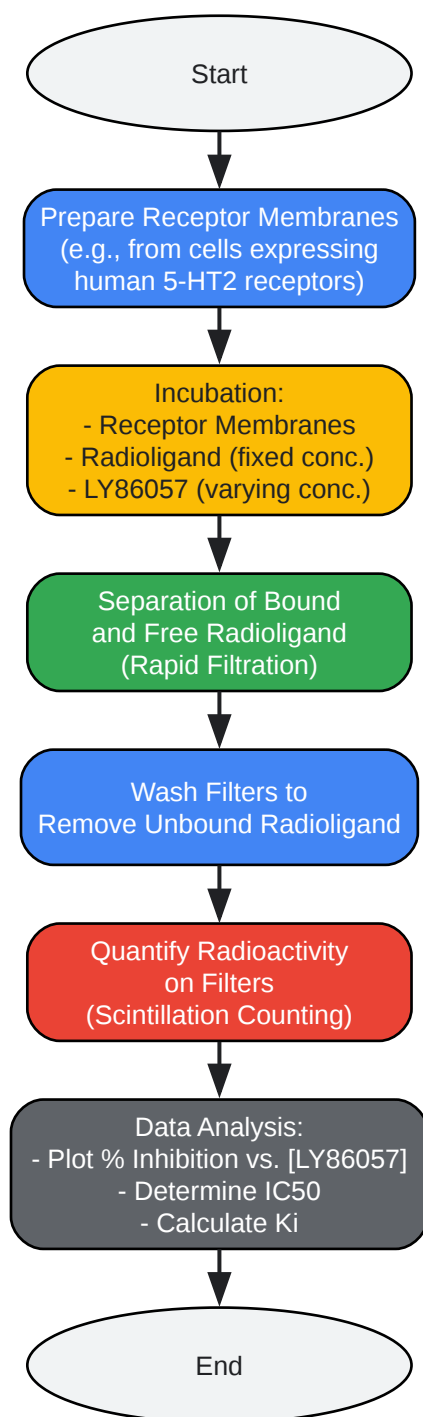 Start
Prepare Receptor Membranes
(e.g., from cells expressing
human 5-HT2 receptors)
Incubation:
- Receptor Membranes
- Radioligand (fixed conc.)
- LY86057 (varying conc.)
Separation of Bound
and Free Radioligand
(Rapid Filtration)
Wash Filters to
Remove Unbound Radioligand
Quantify Radioactivity
on Filters
(Scintillation Counting)
Data Analysis:
- Plot % Inhibition vs. [LY86057]
- Determine IC50
- Calculate Ki
End